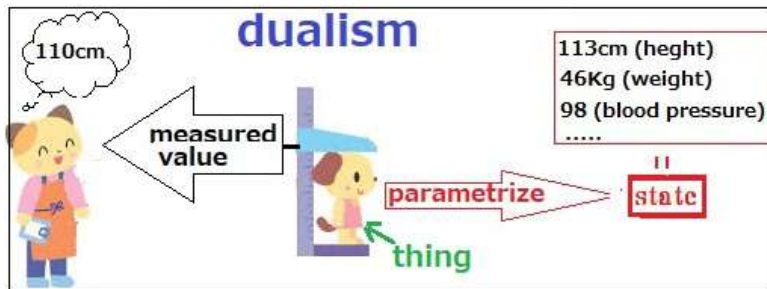 dualism
110cm
113cm (heght)
46Kg (weight)
98 (blood pressure)
.....
measured
value
parametrize
state
thing